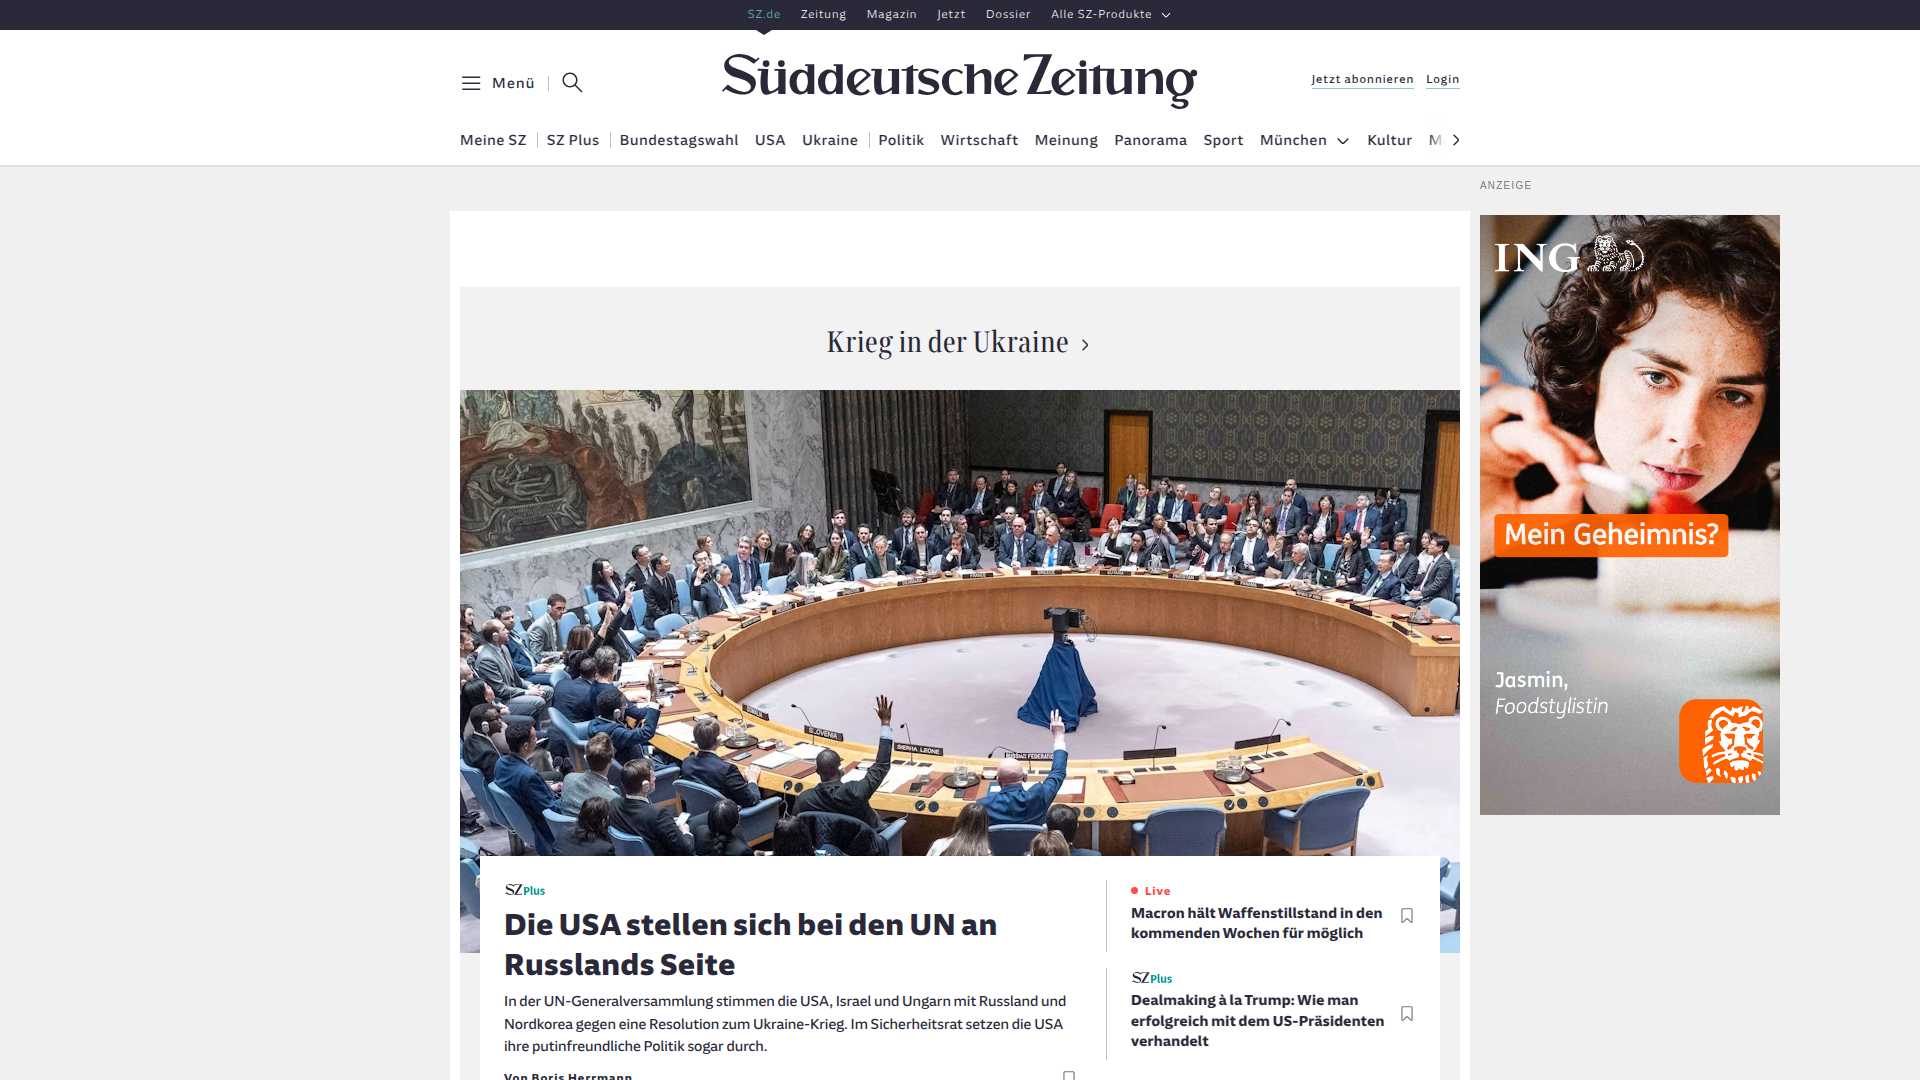 SZ.de Zeitung Magazin Jetzt Dossier Alle SZ-Produkte
Menü
Süddeutsche Zeitung
Jetzt abonnieren Login
Meine SZ SZ Plus Bundestagswahl USA Ukraine Politik Wirtschaft Meinung Panorama Sport München Kultur M
ANZEIGE
ING
Krieg in der Ukraine
Mein Geheimnis?
Jasmin,
Foodstylistin
SLOVENIA
SIERRA LEONE
SZ Plus
Die USA stellen sich bei den UN an
Russlands Seite
In der UN-Generalversammlung stimmen die USA, Israel und Ungarn mit Russland und
Nordkorea gegen eine Resolution zum Ukraine-Krieg. Im Sicherheitsrat setzen die USA
ihre putinfreundliche Politik sogar durch.
Von Boris Herrmann
Live
Macron hält Waffenstillstand in den
kommenden Wochen für möglich
SZ Plus
Dealmaking à la Trump: Wie man
erfolgreich mit dem US-Präsidenten
verhandelt